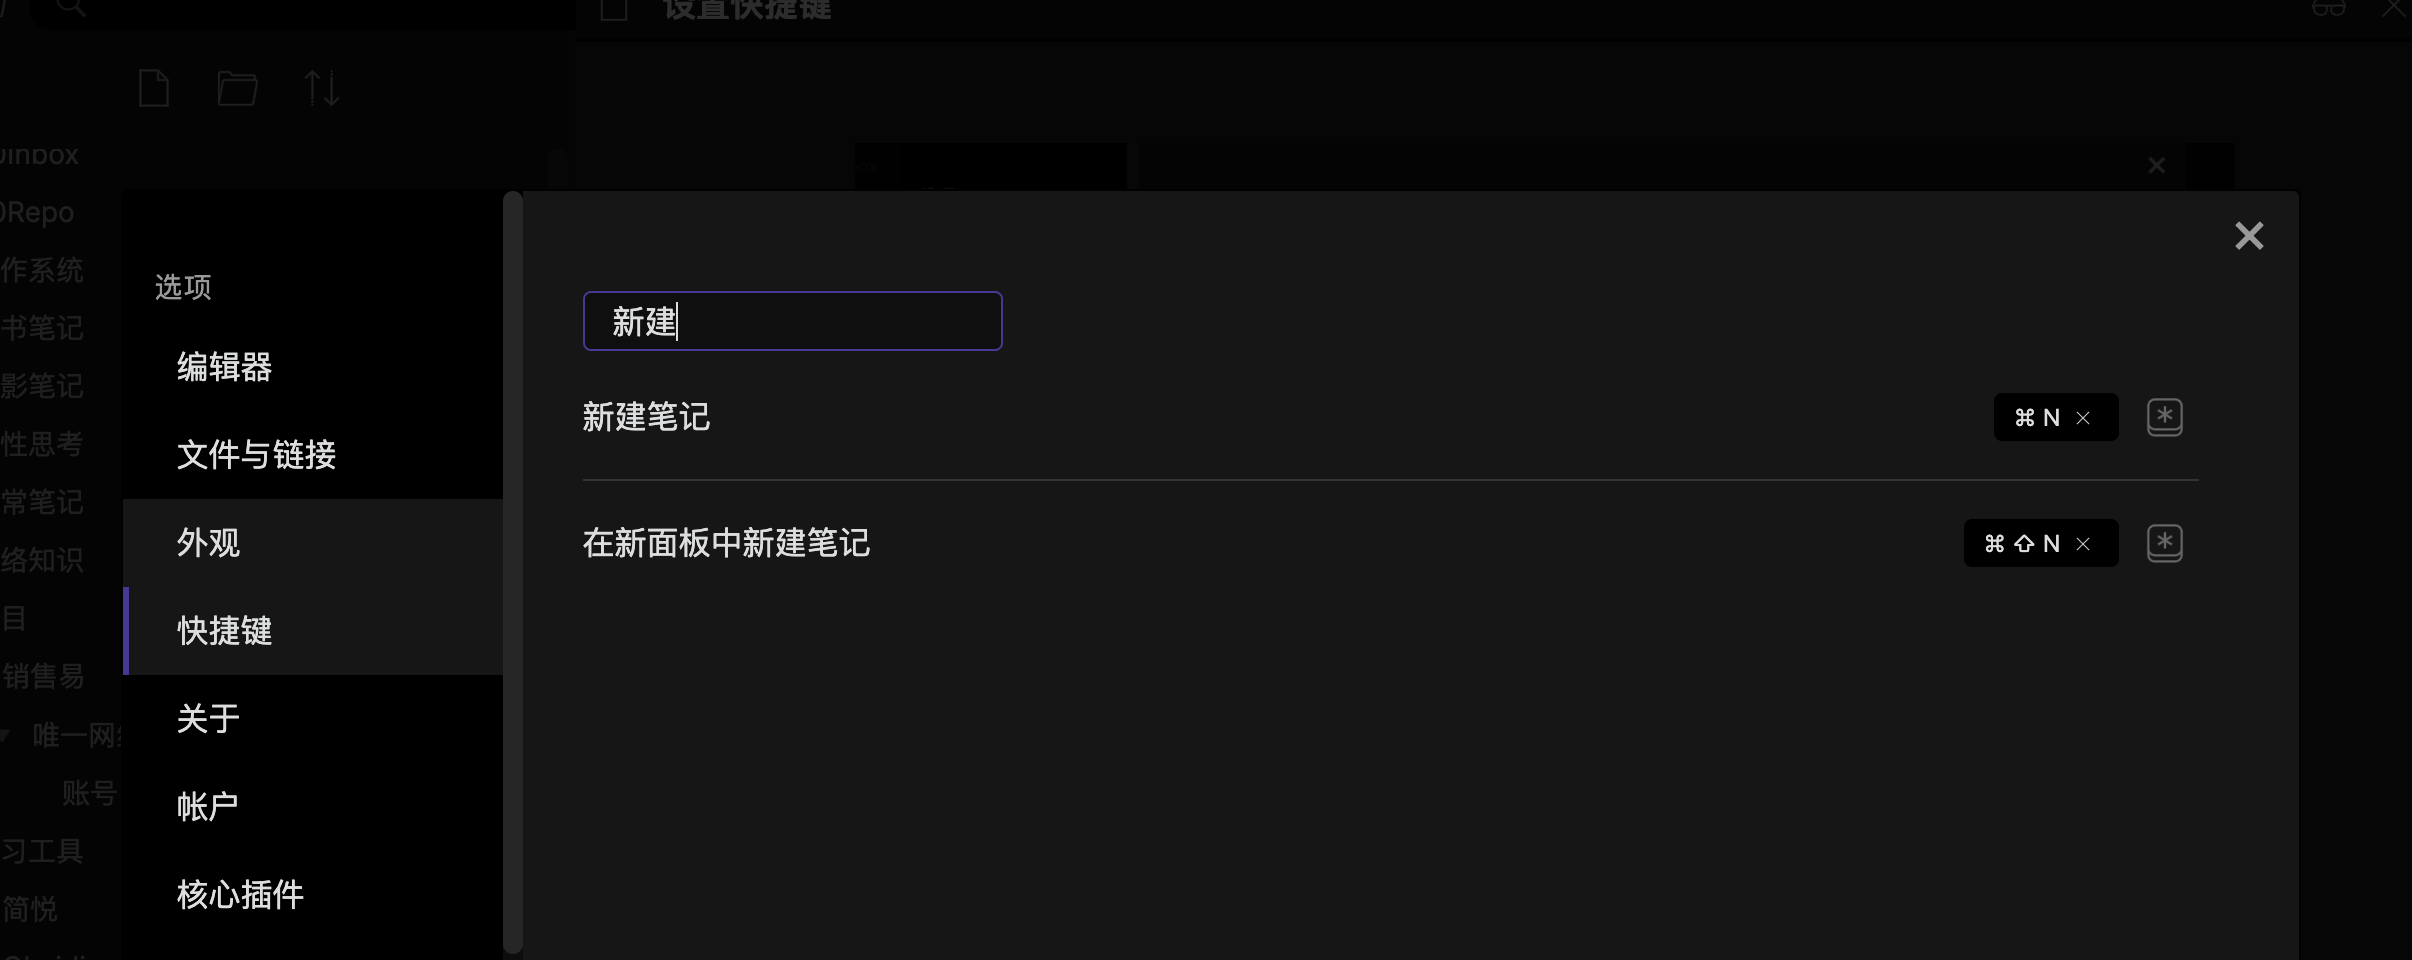 设置快捷键
0Repo
作系统
书笔记
影笔记
性思考
常笔记
络知识
目
销售易
唯一网络
账号
习工具
简悦
选项
编辑器
文件与链接
外观
快捷键
关于
帐户
核心插件
新建
新建笔记
⌘ N ×
在新面板中新建笔记
⌘ ⇧ N ×